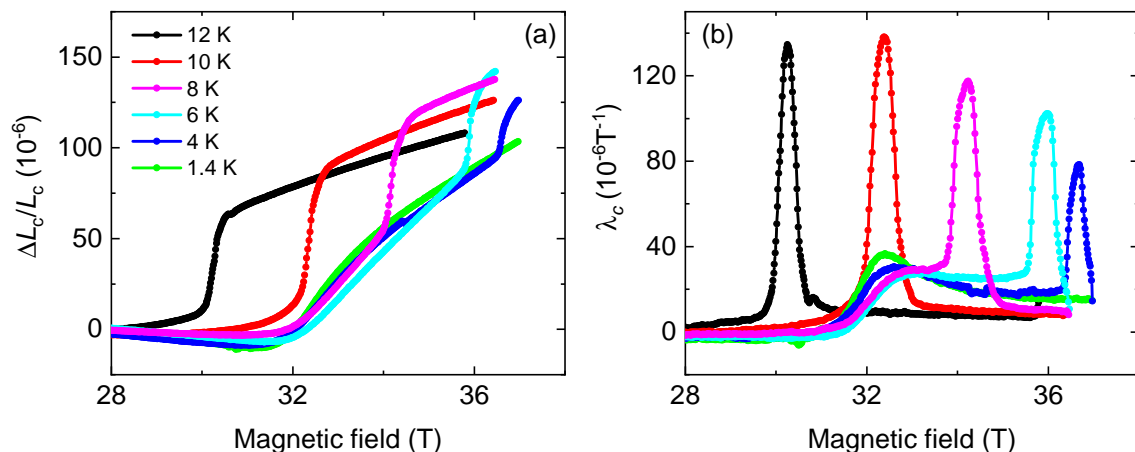 (a)
12 K
10 K
8 K
6 K
4 K
1.4 K
150
100
50
0
ΔL_c/L_c (10^-6)
28
32
36
Magnetic field (T)
(b)
120
80
40
0
λ_c (10^-6T^-1)
28
32
36
Magnetic field (T)